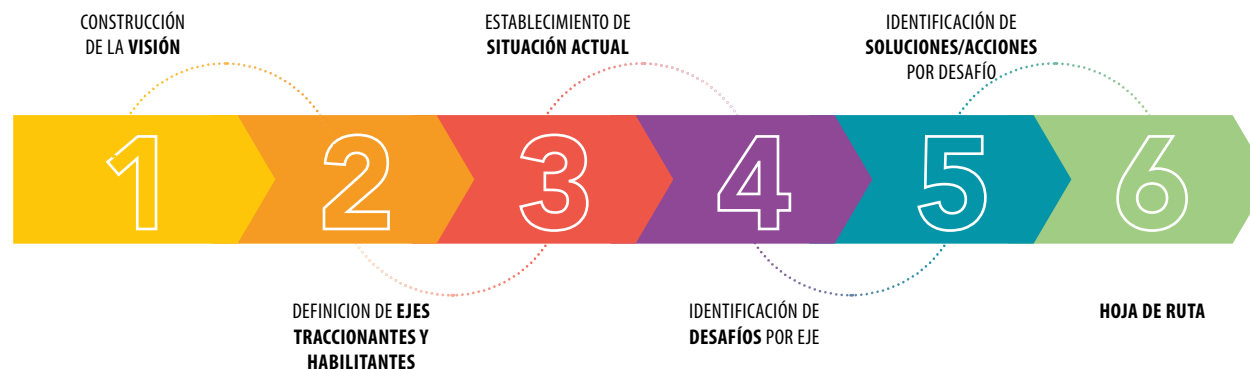 CONSTRUCCIÓN
DE LA VISIÓN
ESTABLECIMIENTO DE
SITUACIÓN ACTUAL
IDENTIFICACIÓN DE
SOLUCIONES/ACCIONES
POR DESAFÍO
1 2 3 4 5 6
DEFINICION DE EJES
TRACCIONANTES Y
HABILITANTES
IDENTIFICACIÓN DE
DESAFÍOS POR EJE
HOJA DE RUTA